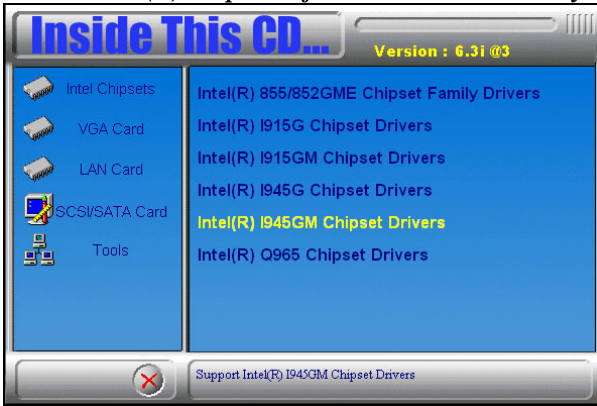 Inside This CD...
Version : 6.3i @3
Intel Chipsets
VGA Card
LAN Card
SCSI/SATA Card
Tools
Intel(R) 855/852GME Chipset Family Drivers
Intel(R) I915G Chipset Drivers
Intel(R) I915GM Chipset Drivers
Intel(R) I945G Chipset Drivers
Intel(R) I945GM Chipset Drivers
Intel(R) Q965 Chipset Drivers
Support Intel(R) I945GM Chipset Drivers